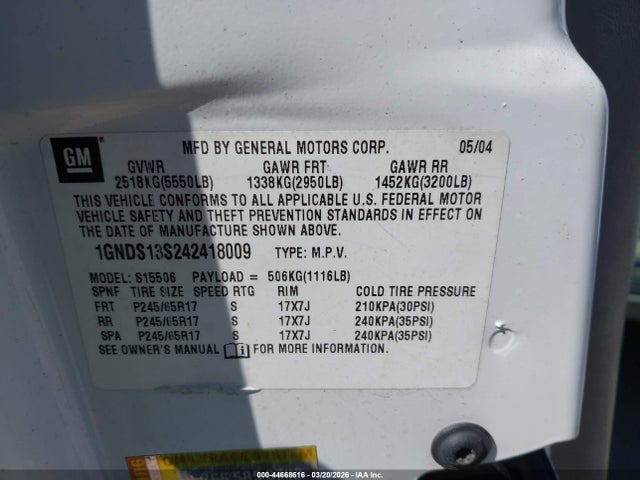 GM
MFD BY GENERAL MOTORS CORP. 05/04
GVWR GAWR FRT GAWR RR
2518KG(5550LB) 1338KG(2950LB) 1452KG(3200LB)
THIS VEHICLE CONFORMS TO ALL APPLICABLE U.S. FEDERAL MOTOR
VEHICLE SAFETY AND THEFT PREVENTION STANDARDS IN EFFECT ON
THE DATE OF MANUFACTURE SHOWN ABOVE.
1GNDS13S242418009 TYPE: M.P.V.
MODEL: S15506 PAYLOAD = 506KG(1116LB)
SPNF TIRE SIZE SPEED RTG RIM COLD TIRE PRESSURE
FRT P245/65R17 S 17X7J 210KPA(30PSI)
RR P245/65R17 S 17X7J 240KPA(35PSI)
SPA P245/65R17 S 17X7J 240KPA(35PSI)
SEE OWNER'S MANUAL FOR MORE INFORMATION.
000-44668616 | 03/20/2026 - IAAI.COM